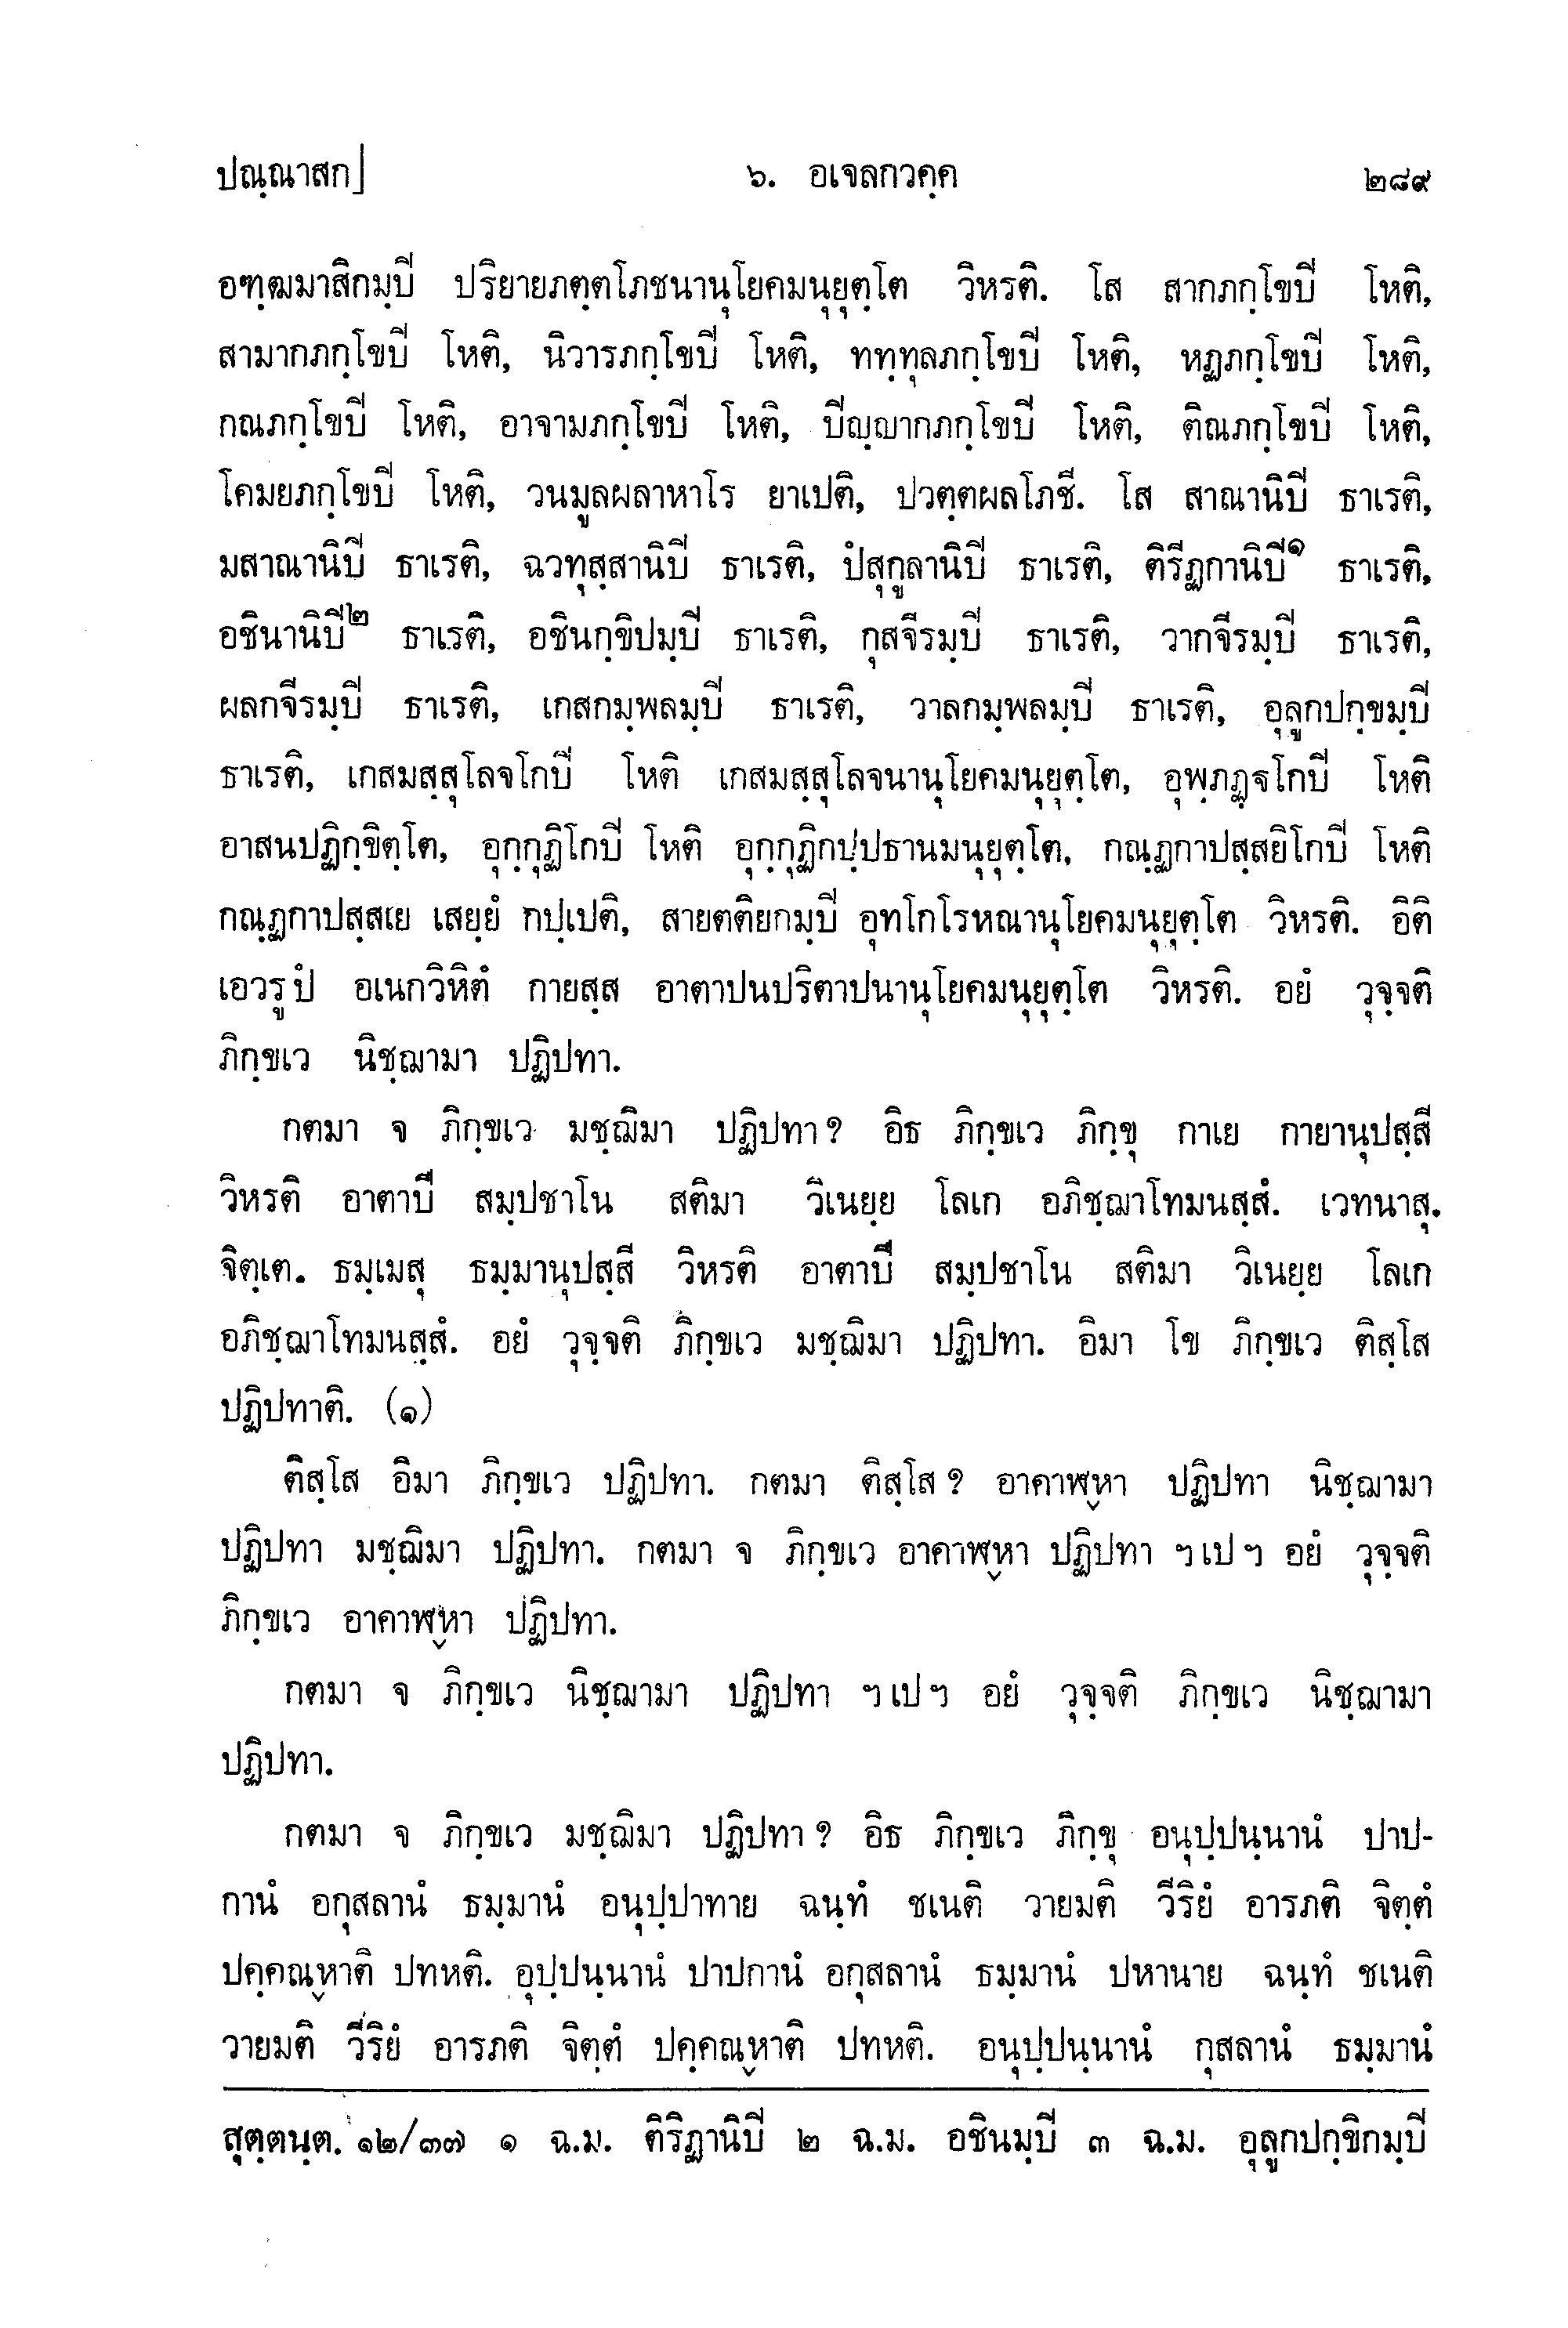 ปณฺณาสก] ๖. อเจลกวคฺค ๒๘๙
อฑฺฒมาสิกมฺปิ ปริยายภตฺตโภชนานุโยคมนุยุตฺโต วิหรติ. โส สากภกฺโขปิ โหติ,
สามากภกฺโขปิ โหติ, นิวารภกฺโขปิ โหติ, ททฺทุลภกฺโขปิ โหติ, หฏภกฺโขปิ โหติ,
กณภกฺโขปิ โหติ, อาจามภกฺโขปิ โหติ, ปิญฺญากภกฺโขปิ โหติ, ติณภกฺโขปิ โหติ,
โคมยภกฺโขปิ โหติ, วนมูลผลาหาโร ยาเปติ, ปวตฺตผลโภชี. โส สาณานิปิ ธาเรติ,
มสาณานิปิ ธาเรติ, ฉวทุสฺสานิปิ ธาเรติ, ปํสุกูลานิปิ ธาเรติ, ติรีฏกานิปิ๑ ธาเรติ,
อชินานิปิ๒ ธาเรติ, อชินกฺขิปมฺปิ ธาเรติ, กุสจีรมฺปิ ธาเรติ, วากจีรมฺปิ ธาเรติ,
ผลกจีรมฺปิ ธาเรติ, เกสกมฺพลมฺปิ ธาเรติ, วาลกมฺพลมฺปิ ธาเรติ, อุลูกปกฺขมฺปิ
ธาเรติ, เกสมสฺสุโลจโกปิ โหติ เกสมสฺสุโลจนานุโยคมนุยุตฺโต, อุพฺภฏฺฐโกปิ โหติ
อาสนปฏิกฺขิตฺโต, อุกฺกุฏิโกปิ โหติ อุกฺกุฏิกปฺปธานมนุยุตฺโต, กณฺฏกาปสฺสยิโกปิ โหติ
กณฺฏกาปสฺสเย เสยฺยํ กปฺเปติ, สายตติยกมฺปิ อุทโกโรหณานุโยคมนุยุตฺโต วิหรติ. อิติ
เอวรูปํ อเนกวิหิตํ กายสฺส อาตาปนปริตาปนานุโยคมนุยุตฺโต วิหรติ. อยํ วุจฺจติ
ภิกฺขเว นิชฺฌามา ปฏิปทา.
กตมา จ ภิกฺขเว มชฺฌิมา ปฏิปทา? อิธ ภิกฺขเว ภิกฺขุ กาเย กายานุปสฺสี
วิหรติ อาตาปี สมฺปชาโน สติมา วิเนยฺย โลเก อภิชฺฌาโทมนสฺสํ. เวทนาสุ.
จิตฺเต. ธมฺเมสุ ธมฺมานุปสฺสี วิหรติ อาตาปี สมฺปชาโน สติมา วิเนยฺย โลเก
อภิชฺฌาโทมนสฺสํ. อยํ วุจฺจติ ภิกฺขเว มชฺฌิมา ปฏิปทา. อิมา โข ภิกฺขเว ติสฺโส
ปฏิปทาติ. (๑)
ติสฺโส อิมา ภิกฺขเว ปฏิปทา. กตมา ติสฺโส? อาคาฬฺหา ปฏิปทา นิชฺฌามา
ปฏิปทา มชฺฌิมา ปฏิปทา. กตมา จ ภิกฺขเว อาคาฬฺหา ปฏิปทา ฯเปฯ อยํ วุจฺจติ
ภิกฺขเว อาคาฬฺหา ปฏิปทา.
กตมา จ ภิกฺขเว นิชฺฌามา ปฏิปทา ฯเปฯ อยํ วุจฺจติ ภิกฺขเว นิชฺฌามา
ปฏิปทา.
กตมา จ ภิกฺขเว มชฺฌิมา ปฏิปทา? อิธ ภิกฺขเว ภิกฺขุ อนุปฺปนฺนานํ ปาป-
กานํ อกุสลานํ ธมฺมานํ อนุปฺปาทาย ฉนฺทํ ชเนติ วายมติ วีริยํ อารภติ จิตฺตํ
ปคฺคณฺหาติ ปทหติ. อุปฺปนฺนานํ ปาปกานํ อกุสลานํ ธมฺมานํ ปหานาย ฉนฺทํ ชเนติ
วายมติ วีริยํ อารภติ จิตฺตํ ปคฺคณฺหาติ ปทหติ. อนุปฺปนฺนานํ กุสลานํ ธมฺมานํ
สุตฺตนฺต. ๑๒/๓๗ ๑ ฉ.ม. ติริฏานิปิ ๒ ฉ.ม. อชินมฺปิ ๓ ฉ.ม. อุลูกปกฺขิกมฺปิ